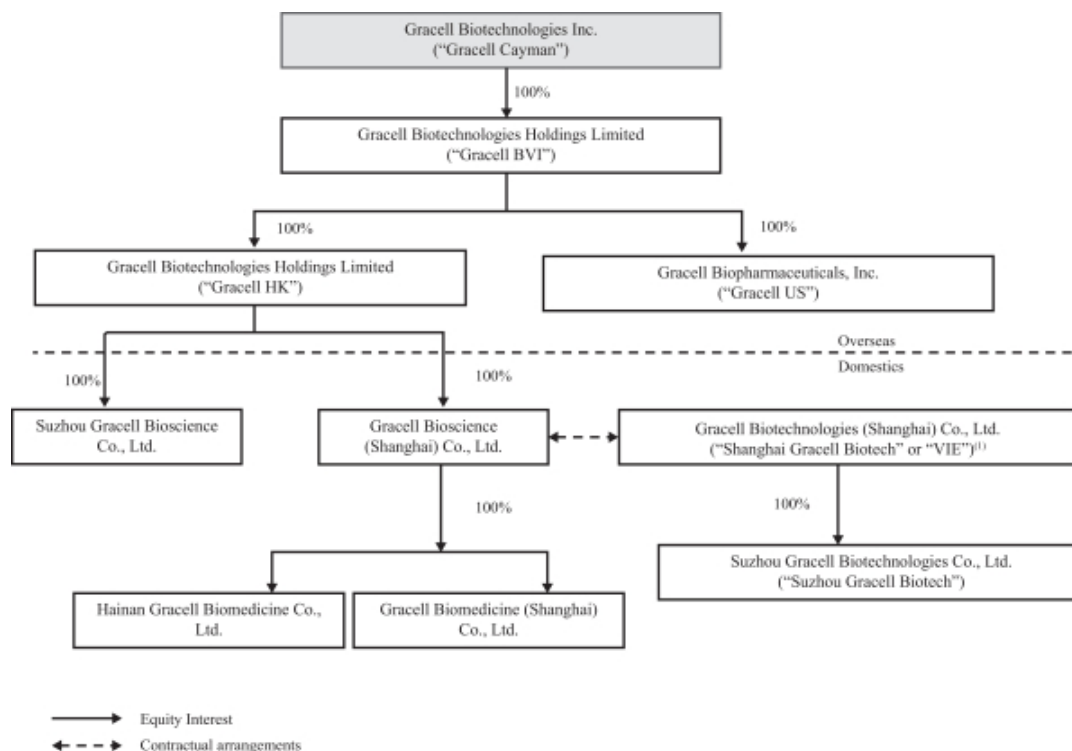 Gracell Biotechnologies Inc.
(“Gracell Cayman”)
100%
Gracell Biotechnologies Holdings Limited
(“Gracell BVI”)
100%
100%
Gracell Biotechnologies Holdings Limited
(“Gracell HK”)
Gracell Biopharmaceuticals, Inc.
(“Gracell US”)
Overseas
Domestics
100%
100%
Suzhou Gracell Bioscience
Co., Ltd.
Gracell Bioscience
(Shanghai) Co., Ltd.
Gracell Biotechnologies (Shanghai) Co., Ltd.
(“Shanghai Gracell Biotech” or “VIE”)(1)
100%
100%
Suzhou Gracell Biotechnologies Co., Ltd.
(“Suzhou Gracell Biotech”)
Hainan Gracell Biomedicine Co.,
Ltd.
Gracell Biomedicine (Shanghai)
Co., Ltd.
Equity Interest
Contractual arrangements